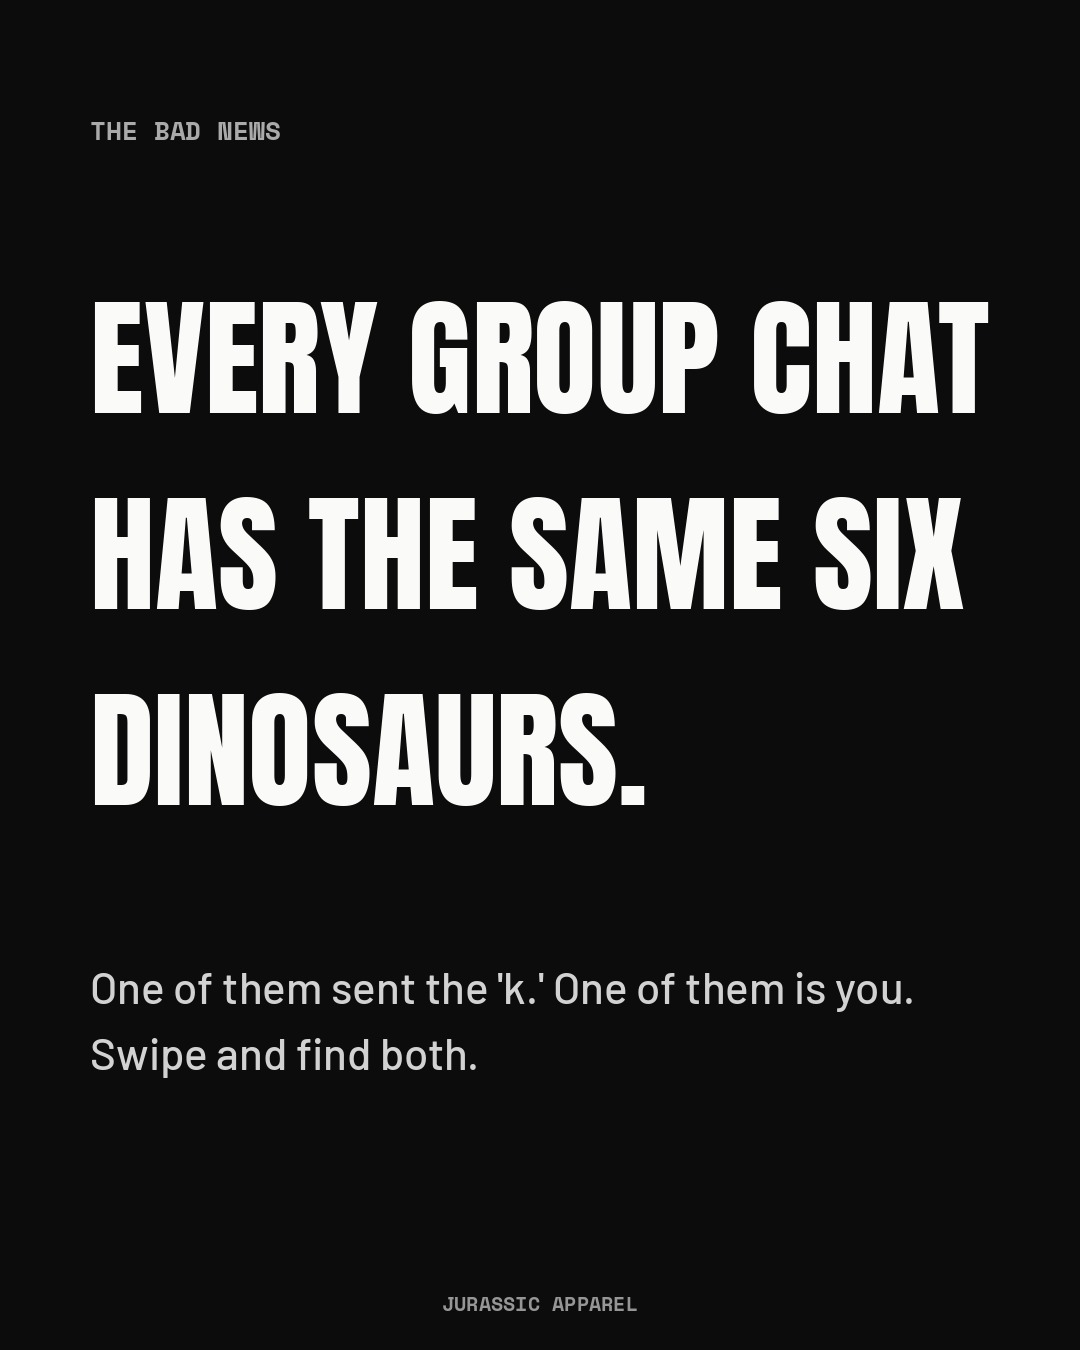 THE BAD NEWS
EVERY GROUP CHAT
HAS THE SAME SIX
DINOSAURS.
One of them sent the 'k.' One of them is you.
Swipe and find both.
JURASSIC APPAREL